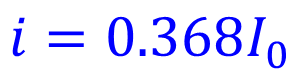 i = 0.368I₀